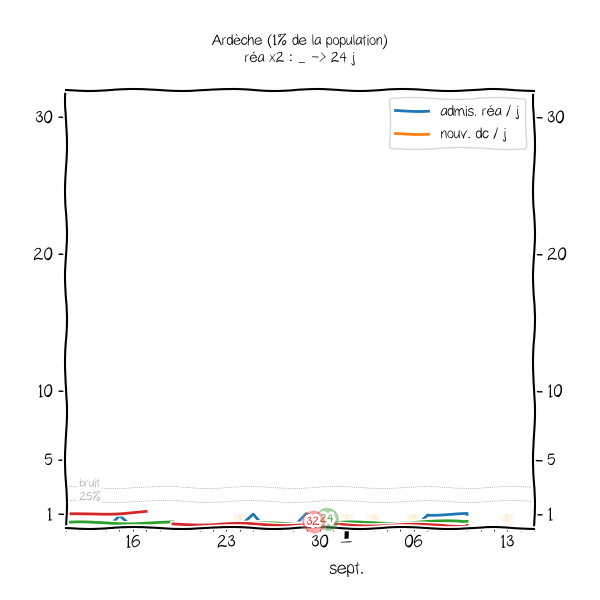 Ardèche (1% de la population)
réa x2 : _ -> 24 j
admis. réa / j
nouv. dc / j
30 30
20 20
10 10
5 5
bruit
25%
1 1
32 24
16 23 30 06 13
sept.